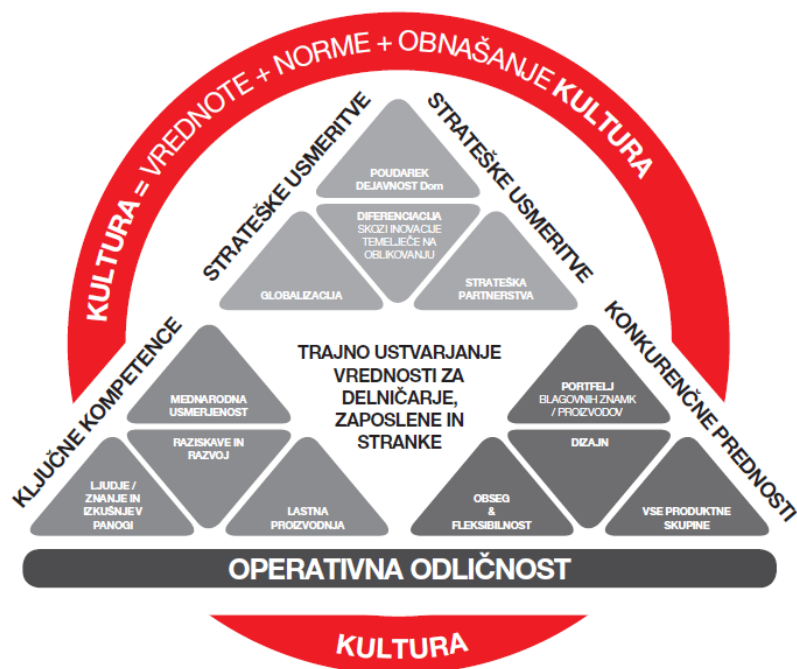 KULTURA = VREDNOTE + NORME + OBNAŠANJE KULTURA
STRATEŠKE USMERITVE
STRATEŠKE USMERITVE
POUDAREK
DEJAVNOST Dom
DIFERENCIACIJA
SKOZI INOVACIJE
TEMELJEČE NA
OBLIKOVANJU
GLOBALIZACIJA
STRATEŠKA
PARTNERSTVA
KLJUČNE KOMPETENCE
MEDNARODNA
USMERJENOST
RAZISKAVE IN
RAZVOJ
LJUDJE /
ZNANJE IN
IZKUŠNJE V
PANOGI
LASTNA
PROIZVODNJA
TRAJNO USTVARJANJE
VREDNOSTI ZA
DELNIČARJE,
ZAPOSLENE IN
STRANKE
KONKURENČNE PREDNOSTI
PORTFELJ
BLAGOVNIH ZNAMK
/ PROIZVODOV
DIZAJN
OBSEG
&
FLEKSIBILNOST
VSE PRODUKTNE
SKUPINE
OPERATIVNA ODLIČNOST
KULTURA